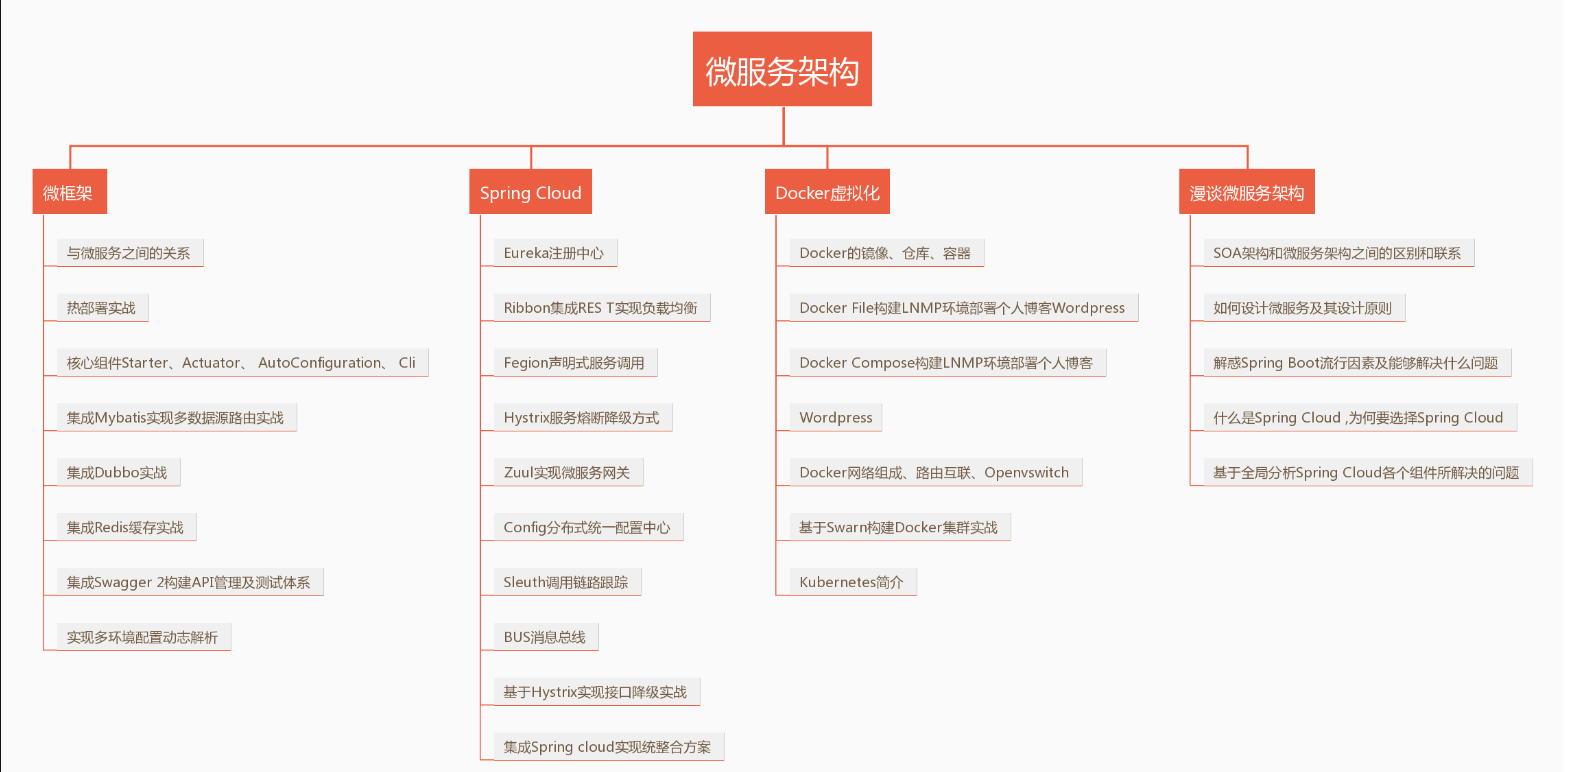 微服务架构
微框架
与微服务之间的关系
热部署实战
核心组件Starter、Actuator、 AutoConfiguration、 Cli
集成Mybatis实现多数据源路由实战
集成Dubbo实战
集成Redis缓存实战
集成Swagger 2构建API管理及测试体系
实现多环境配置动志解析
Spring Cloud
Eureka注册中心
Ribbon集成RES T实现负载均衡
Fegion声明式服务调用
Hystrix服务熔断降级方式
Zuul实现微服务网关
Config分布式统一配置中心
Sleuth调用链路跟踪
BUS消息总线
基于Hystrix实现接口降级实战
集成Spring cloud实现统整合方案
Docker虚拟化
Docker的镜像、仓库、容器
Docker File构建LNMP环境部署个人博客Wordpress
Docker Compose构建LNMP环境部署个人博客
Wordpress
Docker网络组成、路由互联、Openvswitch
基于Swarn构建Docker集群实战
Kubernetes简介
漫谈微服务架构
SOA架构和微服务架构之间的区别和联系
如何设计微服务及其设计原则
解惑Spring Boot流行因素及能够解决什么问题
什么是Spring Cloud ,为何要选择Spring Cloud
基于全局分析Spring Cloud各个组件所解决的问题